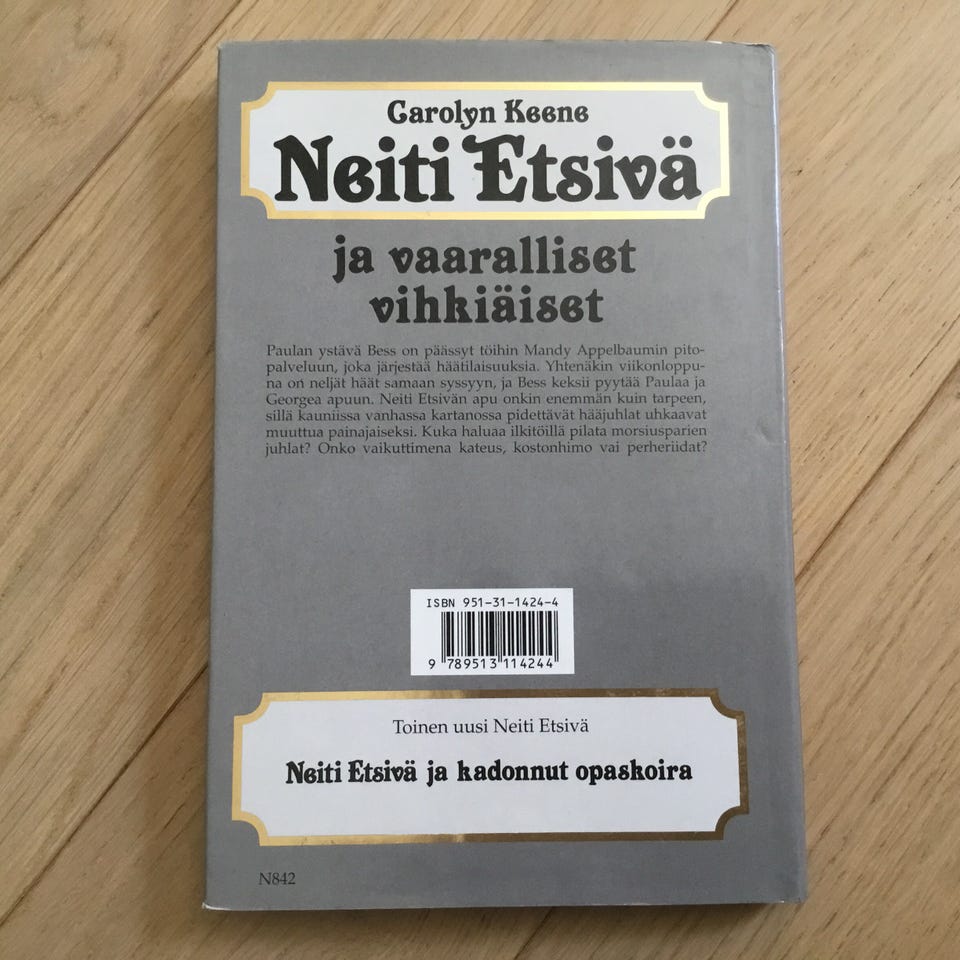 Carolyn Keene
Neiti Etsivä
ja vaaralliset
vihkiäiset
Paulan ystävä Bess on päässyt töihin Mandy Appelbaumin pito-
palveluun, joka järjestää häätilaisuuksia. Yhtenäkin viikonloppu-
na on neljät häät samaan syssyyn, ja Bess keksii pyytää Paulaa ja
Georgea apuun. Neiti Etsivän apu onkin enemmän kuin tarpeen,
sillä kauniissa vanhassa kartanossa pidettävät hääjuhlat uhkaavat
muuttua painajaiseksi. Kuka haluaa ilkitöillä pilata morsiusparien
juhlat? Onko vaikuttimena kateus, kostonhimo vai perheriidat?
ISBN 951-31-1424-4
9 789513 114244
Toinen uusi Neiti Etsivä
Neiti Etsivä ja kadonnut opaskoira
N842